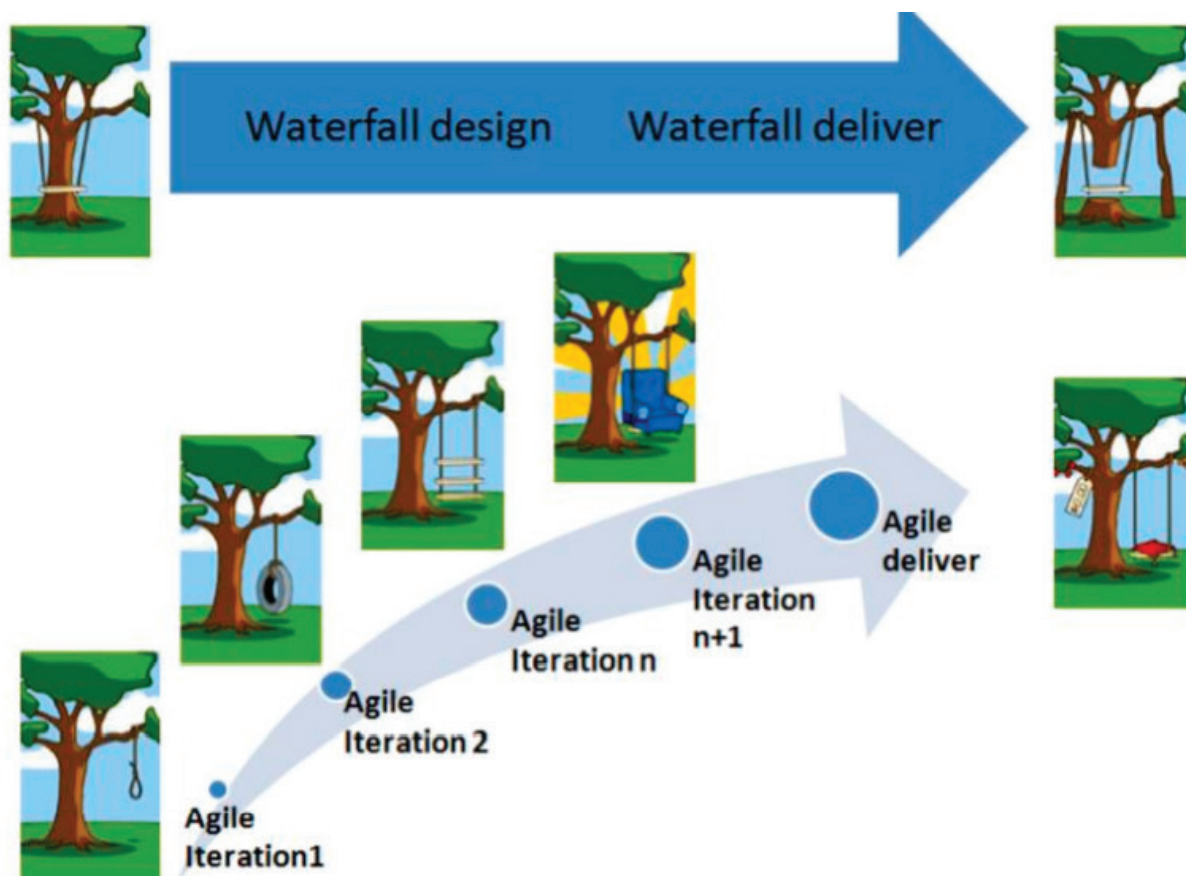 Waterfall design
Waterfall deliver
Agile
Iteration1
Agile
Iteration 2
Agile
Iteration n
Agile
Iteration
n+1
Agile
deliver